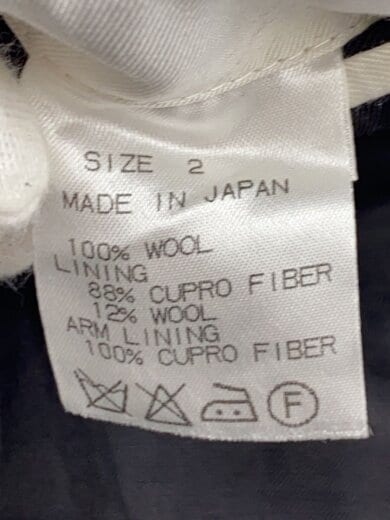 SIZE 2
MADE IN JAPAN
100% WOOL
LINING
88% CUPRO FIBER
12% WOOL
ARM LINING
100% CUPRO FIBER
F